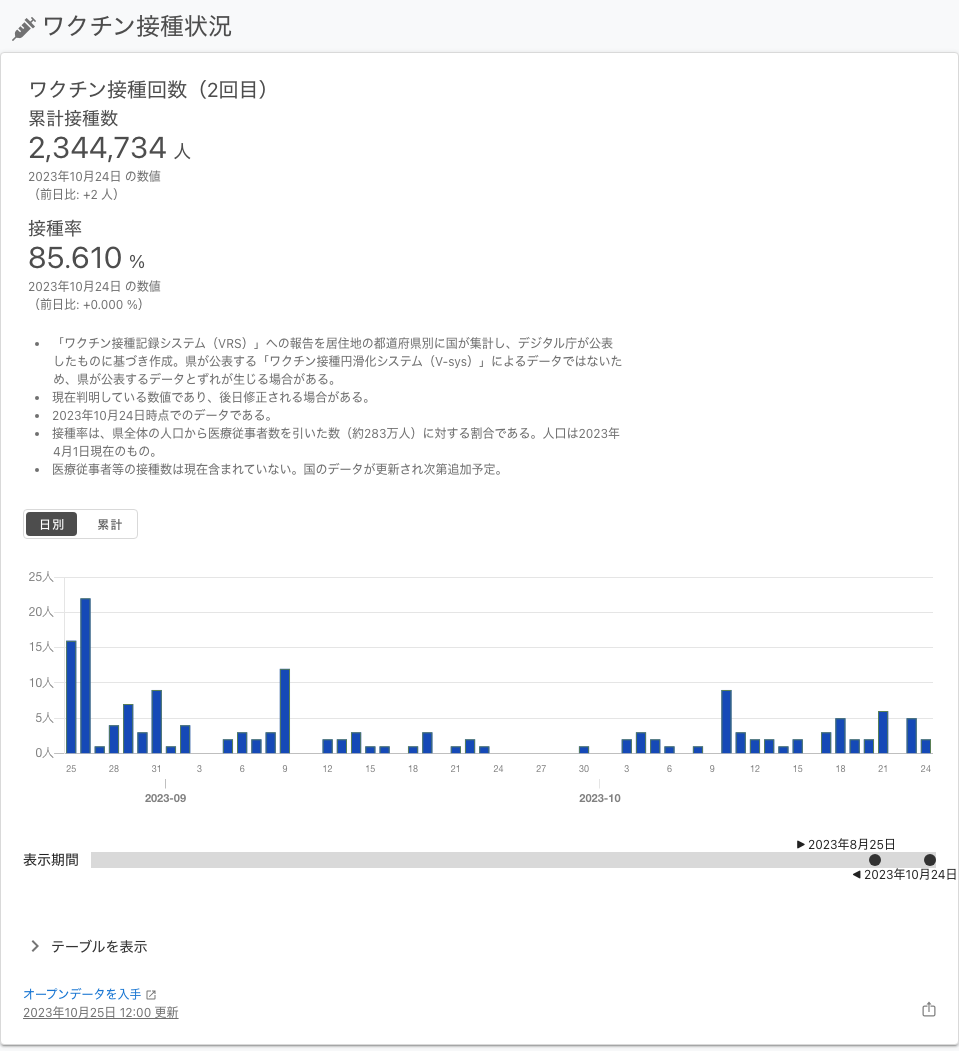 ワクチン接種状況
ワクチン接種回数（2回目）
累計接種数
2,344,734 人
2023年10月24日 の数値
（前日比: +2 人）
接種率
85.610 %
2023年10月24日 の数値
（前日比: +0.000 %）
• 「ワクチン接種記録システム（VRS）」への報告を居住地の都道府県別に国が集計し、デジタル庁が公表
したものに基づき作成。県が公表する「ワクチン接種円滑化システム（V-sys）」によるデータではないた
め、県が公表するデータとずれが生じる場合がある。
• 現在判明している数値であり、後日修正される場合がある。
• 2023年10月24日時点でのデータである。
• 接種率は、県全体の人口から医療従事者数を引いた数（約283万人）に対する割合である。人口は2023年
4月1日現在のもの。
• 医療従事者等の接種数は現在含まれていない。国のデータが更新され次第追加予定。
日別 累計
25人
20人
15人
10人
5人
0人
25 28 31 3 6 9 12 15 18 21 24 27 30 3 6 9 12 15 18 21 24
2023-09 2023-10
▶ 2023年8月25日
表示期間
◀ 2023年10月24日
テーブルを表示
オープンデータを入手
2023年10月25日 12:00 更新